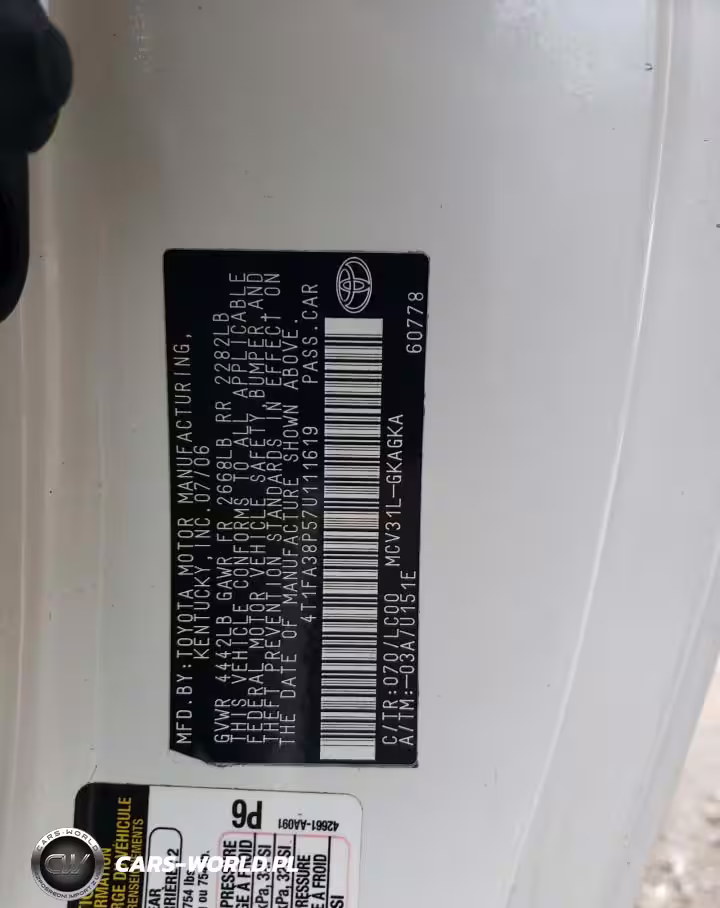 MFD.BY:TOYOTA MOTOR MANUFACTURING,
KENTUCKY, INC.07/06
GVWR 4442LB GAWR FR 2668LB RR 2282LB
THIS VEHICLE CONFORMS TO ALL APPLICABLE
FEDERAL MOTOR VEHICLE SAFETY, BUMPER,AND
THEFT PREVENTION STANDARDS IN EFFECT ON
THE DATE OF MANUFACTURE SHOWN ABOVE.
4T1FA38P57U111619 PASS.CAR
C/TR:070/LC00 MCV31L-GKAGKA
A/TM:-03A/U151E 60778
P6
42661-AA091
CARS-WORLD
CW
CARS-WORLD.PL